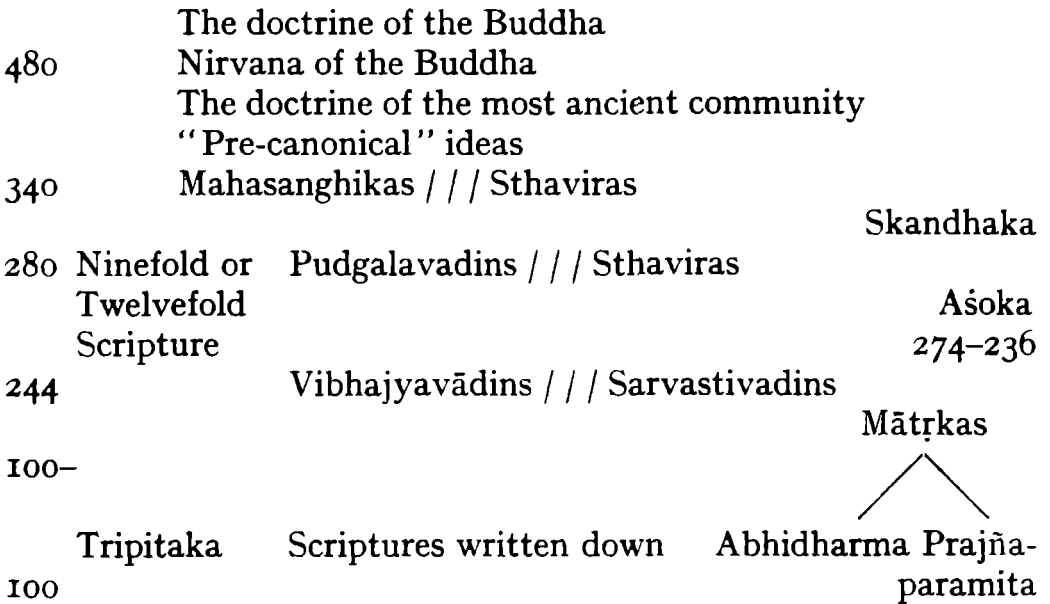 The doctrine of the Buddha
480 Nirvana of the Buddha
The doctrine of the most ancient community
"Pre-canonical" ideas
340 Mahasanghikas / / / Sthaviras
Skandhaka
280 Ninefold or Pudgalavadins / / / Sthaviras
Twelvefold Aśoka
Scripture 274–236
244 Vibhajyavādins / / / Sarvastivadins
Mātṛkas
100–
Tripitaka Scriptures written down Abhidharma Prajña-
100 paramita